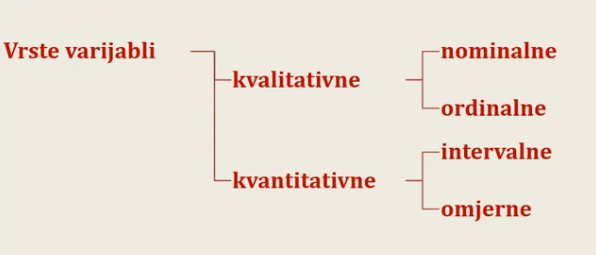 Vrste varijabli
kvalitativne
nominalne
ordinalne
kvantitativne
intervalne
omjerne